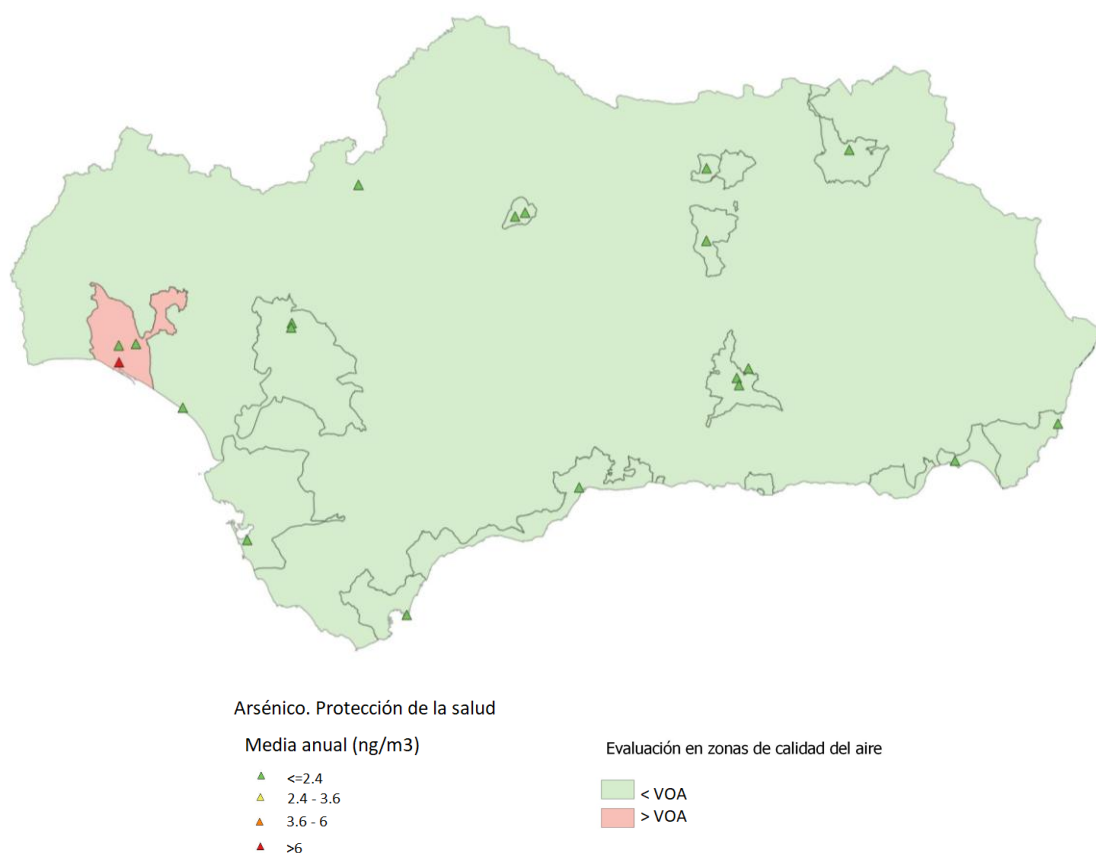 Arsénico. Protección de la salud
Media anual (ng/m3)
<=2.4
2.4 - 3.6
3.6 - 6
>6
Evaluación en zonas de calidad del aire
< VOA
> VOA